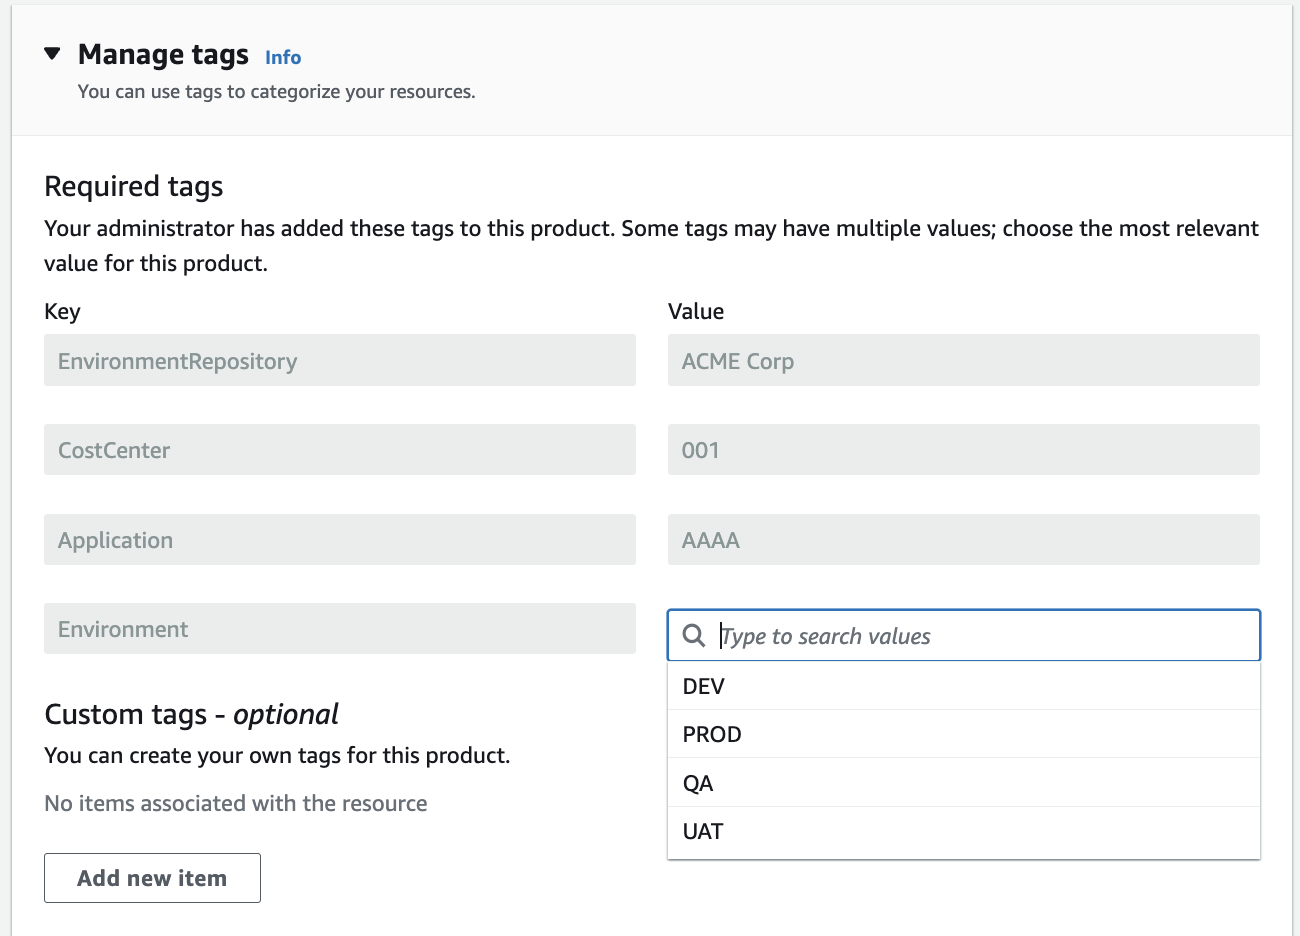 Manage tags Info
You can use tags to categorize your resources.
Required tags
Your administrator has added these tags to this product. Some tags may have multiple values; choose the most relevant
value for this product.
Key Value
EnvironmentRepository ACME Corp
CostCenter 001
Application AAAA
Environment Type to search values
DEV
PROD
QA
UAT
Custom tags - optional
You can create your own tags for this product.
No items associated with the resource
Add new item